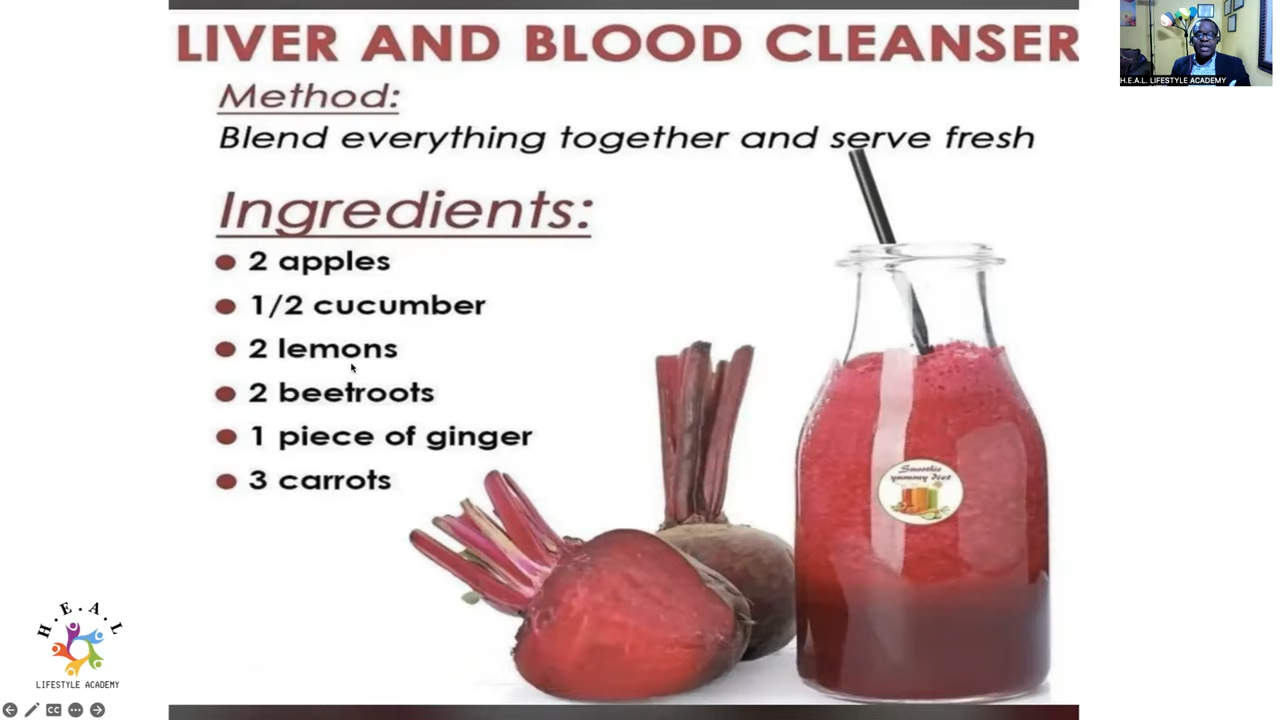 LIVER AND BLOOD CLEANSER
Method:
Blend everything together and serve fresh
Ingredients:
2 apples
1/2 cucumber
2 lemons
2 beetroots
1 piece of ginger
3 carrots
Smoothie
yummy diet
H.E.A.L. LIFESTYLE ACADEMY
H.E.A.L
LIFESTYLE ACADEMY
CC